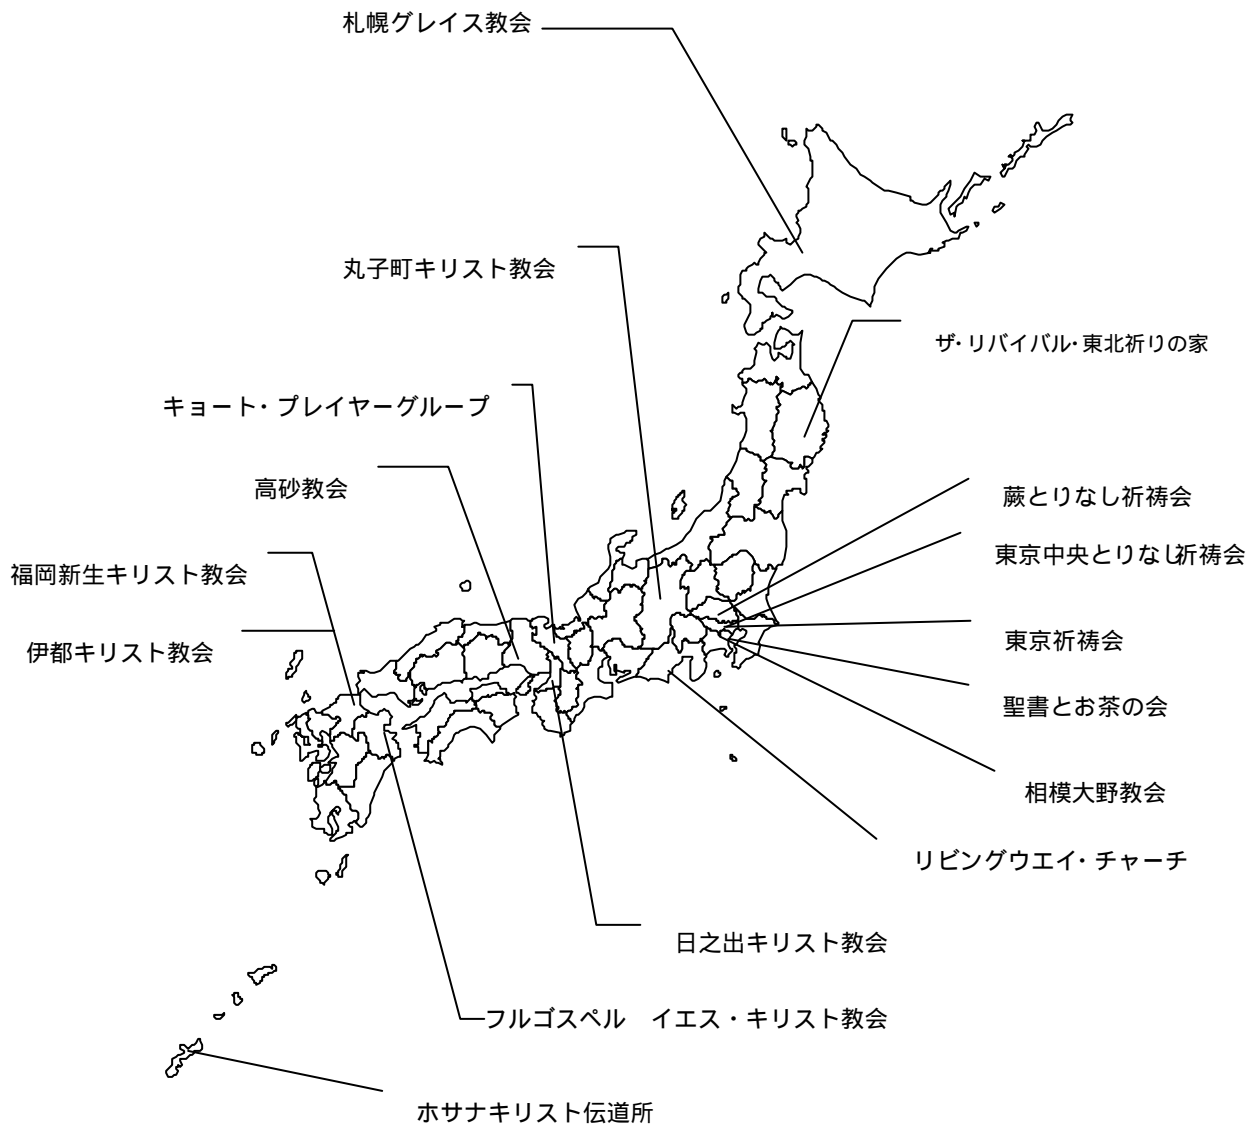 札幌グレイス教会
丸子町キリスト教会
ザ・リバイバル・東北祈りの家
キョート・プレイヤーグループ
高砂教会
蕨とりなし祈祷会
東京中央とりなし祈祷会
福岡新生キリスト教会
東京祈祷会
伊都キリスト教会
聖書とお茶の会
相模大野教会
リビングウエイ・チャーチ
日之出キリスト教会
フルゴスペル　イエス・キリスト教会
ホサナキリスト伝道所